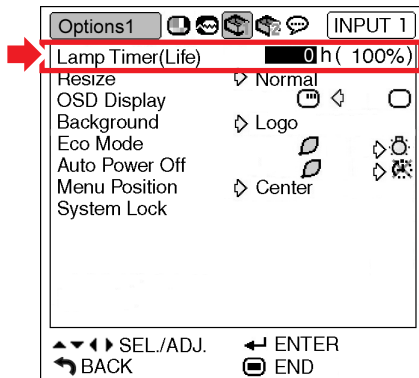 Options1 INPUT 1
Lamp Timer(Life) 0 h( 100%)
Resize Normal
OSD Display
Background Logo
Eco Mode
Auto Power Off
Menu Position Center
System Lock
SEL./ADJ. ENTER
BACK END